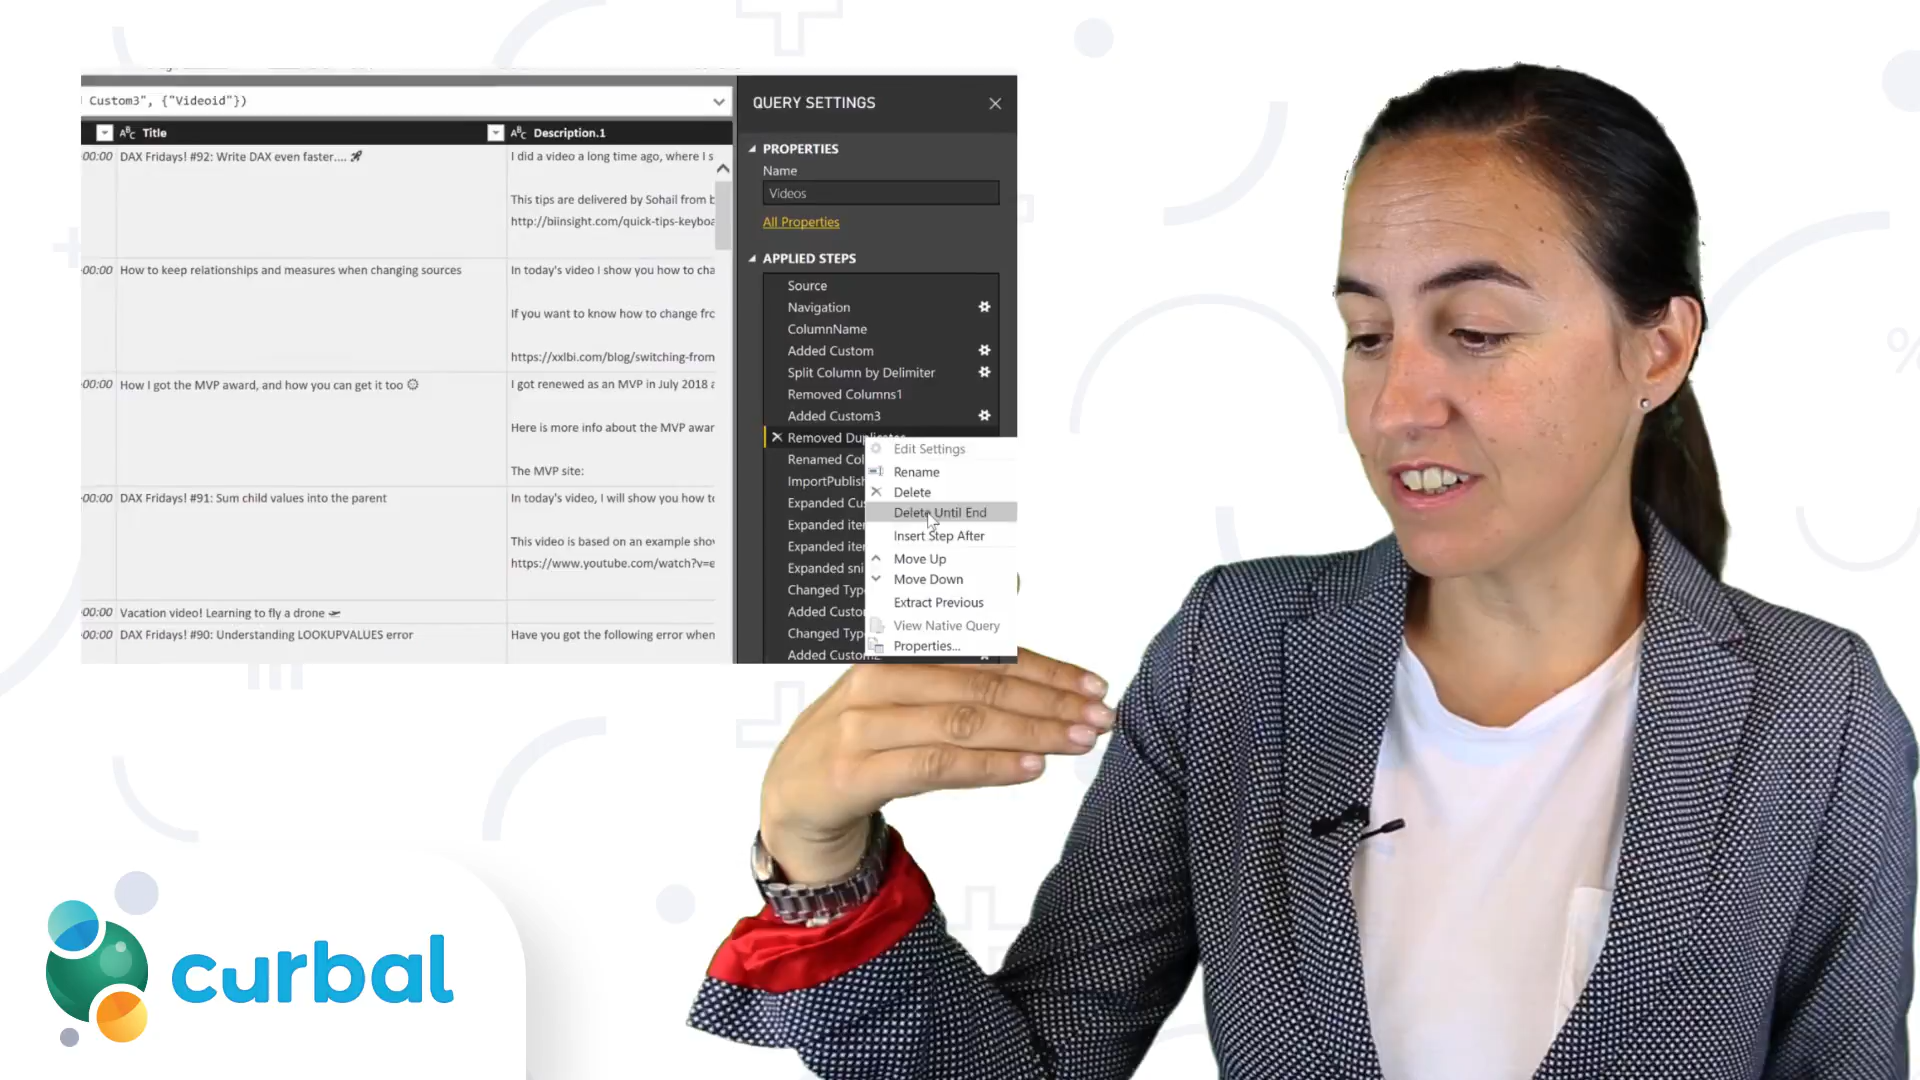 Custom3", {"Videoid"})
ABC Title
ABC Description.1
00:00 DAX Fridays! #92: Write DAX even faster....
I did a video a long time ago, where I s
This tips are delivered by Sohail from b
http://biinsight.com/quick-tips-keyboa
00:00 How to keep relationships and measures when changing sources
In today's video I show you how to cha
If you want to know how to change frc
https://xxlbi.com/blog/switching-from
00:00 How I got the MVP award, and how you can get it too
I got renewed as an MVP in July 2018 a
Here is more info about the MVP awar
The MVP site:
00:00 DAX Fridays! #91: Sum child values into the parent
In today's video, I will show you how to
This video is based on an example shov
https://www.youtube.com/watch?v=e
00:00 Vacation video! Learning to fly a drone
00:00 DAX Fridays! #90: Understanding LOOKUPVALUES error
Have you got the following error when
QUERY SETTINGS
PROPERTIES
Name
Videos
All Properties
APPLIED STEPS
Source
Navigation
ColumnName
Added Custom
Split Column by Delimiter
Removed Columns1
Added Custom3
Removed Duplicates
Renamed Col
ImportPublish
Expanded Cus
Expanded iter
Expanded iter
Expanded sni
Changed Typ
Added Custo
Changed Typ
Added Custom2
Edit Settings
Rename
Delete
Delete Until End
Insert Step After
Move Up
Move Down
Extract Previous
View Native Query
Properties...
curbal